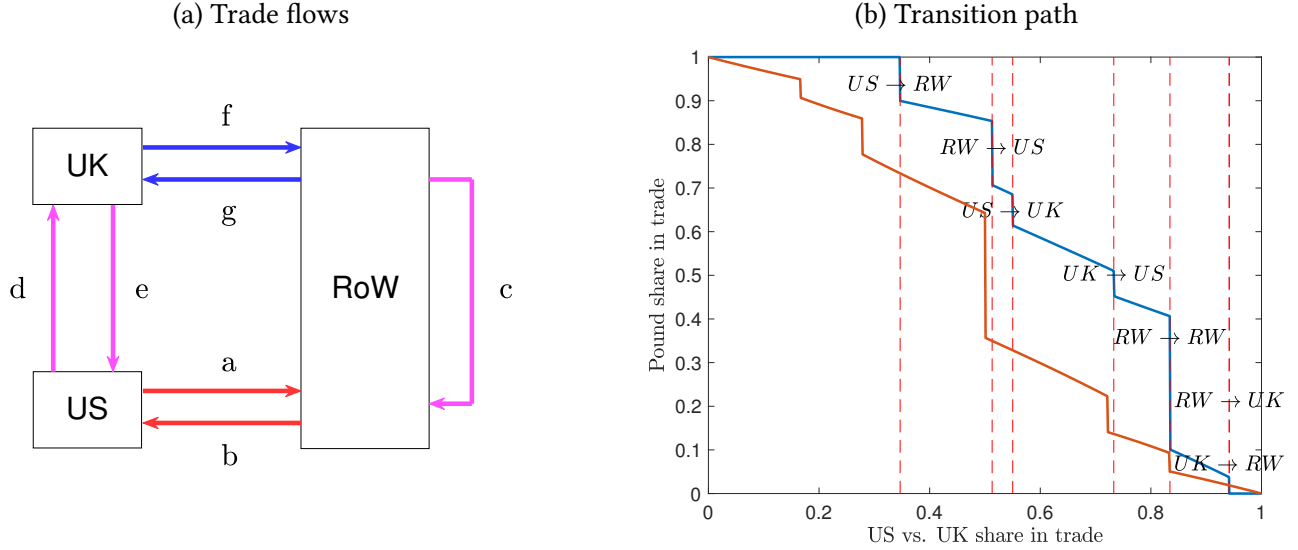 (a) Trade flows
f
UK
g
d
e
RoW
c
a
US
b
(b) Transition path
Pound share in trade
1
0.9
0.8
0.7
0.6
0.5
0.4
0.3
0.2
0.1
0
US → RW
RW → US
US → UK
UK → US
RW → RW
RW → UK
UK → RW
0
0.2
0.4
0.6
0.8
1
US vs. UK share in trade